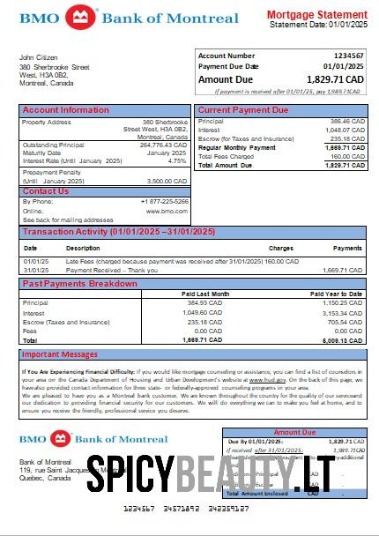 BMO Bank of Montreal
Mortgage Statement
Statement Date: 01/01/2025
John Citizen
380 Sherbrooke Street
West, H3A 0B2,
Montreal, Canada
Account Number 1234567
Payment Due Date 01/01/2025
Amount Due 1,829.71 CAD
If payment is received after 01/01/25, pay 1,989.71CAD
Account Information
Property Address 380 Sherbrooke
Street West, H3A 0B2,
Montreal, Canada
Outstanding Principal 264,776.43 CAD
Maturity Date January 2025
Interest Rate (Until January 2025) 4.75%
Prepayment Penalty
(Until January 2025) 3,500.00 CAD
Contact Us
By Phone: +1 877-225-5266
Online: www.bmo.com
See back for mailing addresses
Current Payment Due
Principal 386.46 CAD
Interest 1,048.07 CAD
Escrow (for Taxes and Insurance) 235.18 CAD
Regular Monthly Payment 1,669.71 CAD
Total Fees Charged 160.00 CAD
Total Amount Due 1,829.71 CAD
Transaction Activity (01/01/2025 –31/01/2025)
Date Description Charges Payments
01/01/25 Late Fees (charged because payment was received after 31/01/2025) 160.00 CAD
31/01/25 Payment Received – Thank you 1,669.71 CAD
Past Payments Breakdown
Paid Last Month Paid Year to Date
Principal 384.93 CAD 1,150.25 CAD
Interest 1,049.60 CAD 3,153.34 CAD
Escrow (Taxes and Insurance) 235.18 CAD 705.54 CAD
Fees 0.00 CAD 0.00 CAD
Total 1,669.71 CAD 5,009.13 CAD
Important Messages
If You Are Experiencing Financial Difficulty: If you would like mortgage counseling or assistance, you can find a list of counselors in
your area on the Canada Department of Housing and Urban Development's website at www.hud.gov. On the back of this page, we
have also provided contact information for three state- or federally-approved counseling programs in your area.
We are pleased to have you as a Montreal bank customer. We are known throughout the country for the quality of our services and
our dedication to providing financial security for our customers. We will do everything we can to make you feel at home, and to
ensure you receive the friendly, professional service you deserve.
BMO Bank of Montreal
Bank of Montreal
119, rue Saint Jacques
Quebec, Canada
Amount Due
Due By 01/01/2025: 1,829.71 CAD
If received after 31/01/25: 1,989.71CAD
Principal CAD
CAD
Total Amount Enclosed CAD
SPICYBEAUTY.LT
1234567 34571892 342259127